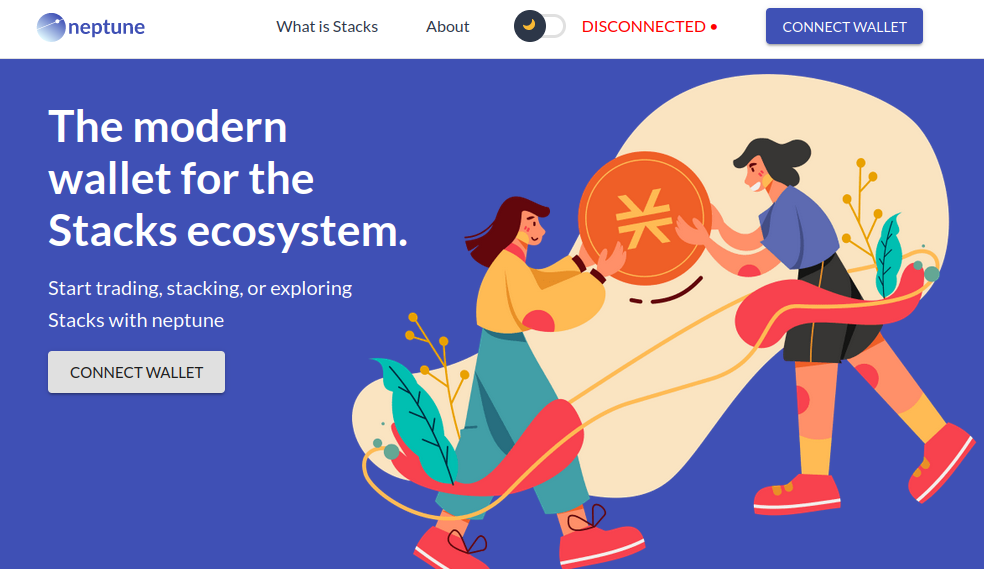 neptune
What is Stacks
About
DISCONNECTED •
CONNECT WALLET
The modern
wallet for the
Stacks ecosystem.
Start trading, stacking, or exploring
Stacks with neptune
CONNECT WALLET